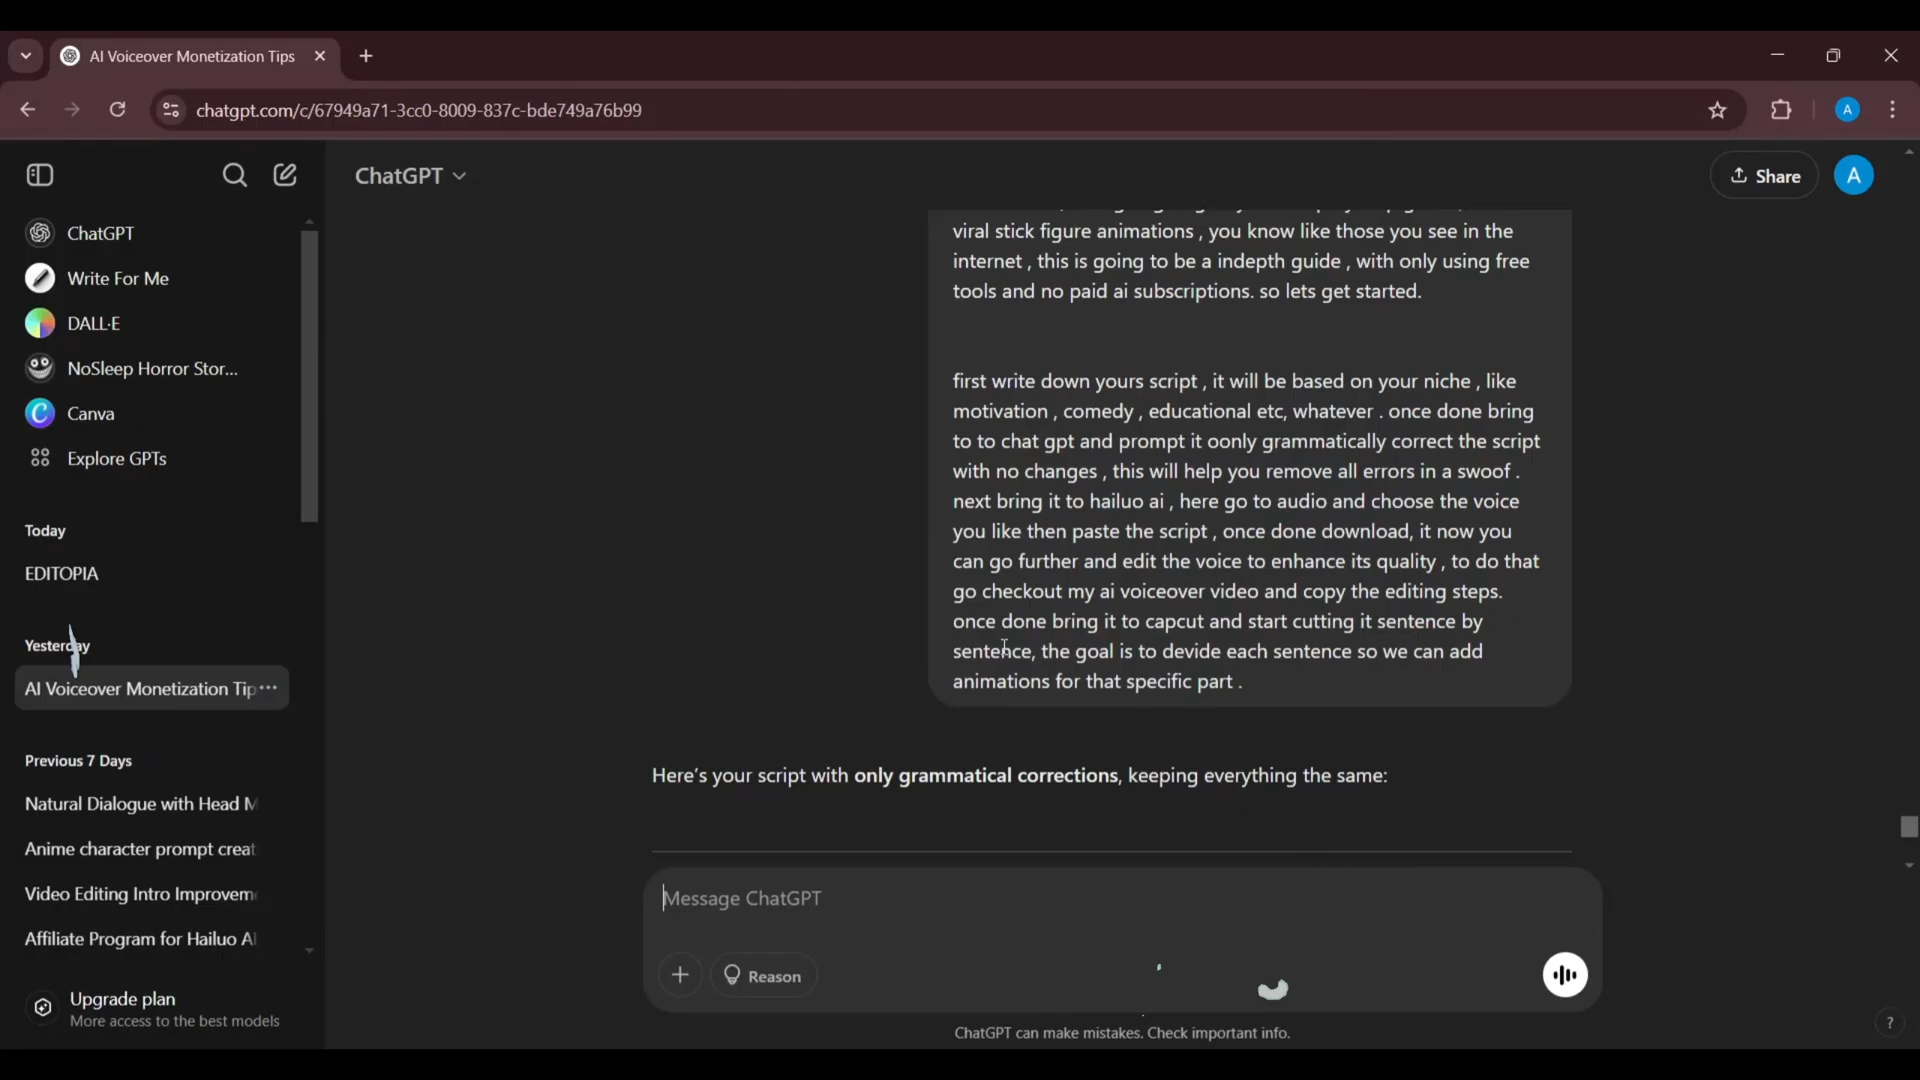 AI Voiceover Monetization Tips
chatgpt.com/c/67949a71-3cc0-8009-837c-bde749a76b99
A
ChatGPT
Share
A
ChatGPT
Write For Me
DALL·E
NoSleep Horror Stor...
Canva
Explore GPTs
Today
EDITOPIA
Yesterday
AI Voiceover Monetization Tip
Previous 7 Days
Natural Dialogue with Head M
Anime character prompt creat
Video Editing Intro Improvem
Affiliate Program for Hailuo AI
Upgrade plan
More access to the best models
viral stick figure animations , you know like those you see in the
internet , this is going to be a indepth guide , with only using free
tools and no paid ai subscriptions. so lets get started.
first write down yours script , it will be based on your niche , like
motivation , comedy , educational etc, whatever . once done bring
to to chat gpt and prompt it oonly grammatically correct the script
with no changes , this will help you remove all errors in a swoof .
next bring it to hailuo ai , here go to audio and choose the voice
you like then paste the script , once done download, it now you
can go further and edit the voice to enhance its quality , to do that
go checkout my ai voiceover video and copy the editing steps.
once done bring it to capcut and start cutting it sentence by
sentence, the goal is to devide each sentence so we can add
animations for that specific part .
Here's your script with only grammatical corrections, keeping everything the same:
Message ChatGPT
Reason
ChatGPT can make mistakes. Check important info.
?